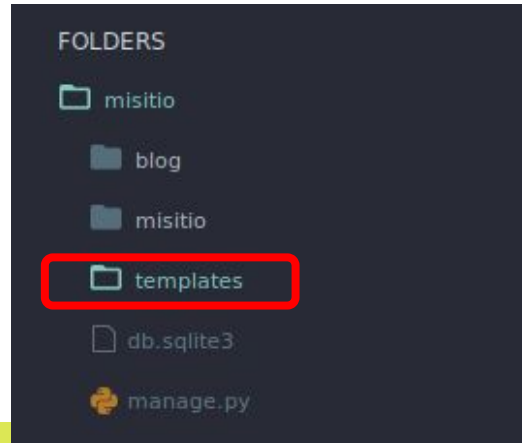 FOLDERS
misitio
blog
misitio
templates
db.sqlite3
manage.py